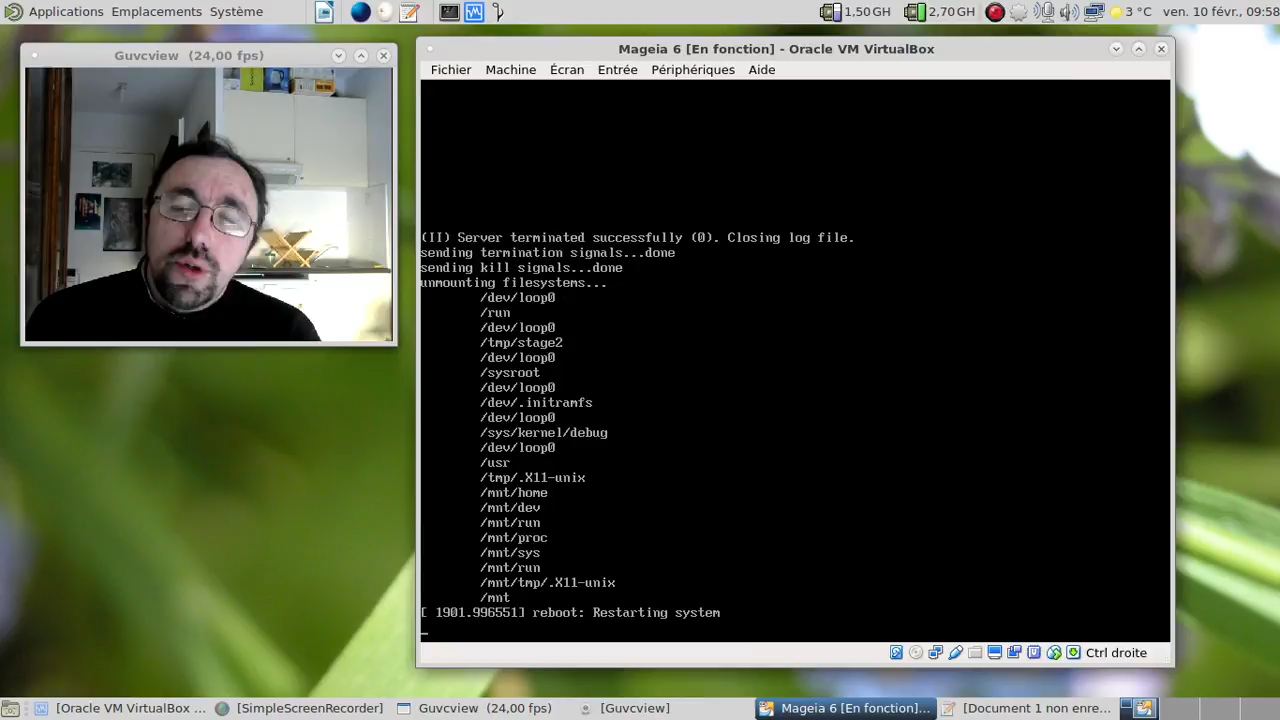 Applications Emplacements Système 1,50 GH 2,70 GH 3 °C ven. 10 févr., 09:58
Guvcview (24,00 fps)
Mageia 6 [En fonction] - Oracle VM VirtualBox
Fichier Machine Écran Entrée Périphériques Aide
(II) Server terminated successfully (0). Closing log file.
sending termination signals...done
sending kill signals...done
unmounting filesystems...
/dev/loop0
/run
/dev/loop0
/tmp/stage2
/dev/loop0
/sysroot
/dev/loop0
/dev/.initramfs
/dev/loop0
/sys/kernel/debug
/dev/loop0
/usr
/tmp/.X11-unix
/mnt/home
/mnt/dev
/mnt/run
/mnt/proc
/mnt/sys
/mnt/run
/mnt/tmp/.X11-unix
/mnt
[ 1901.996551] reboot: Restarting system
Ctrl droite
[Oracle VM VirtualBox ... [SimpleScreenRecorder] Guvcview (24,00 fps) [Guvcview] Mageia 6 [En fonction]... [Document 1 non enre...